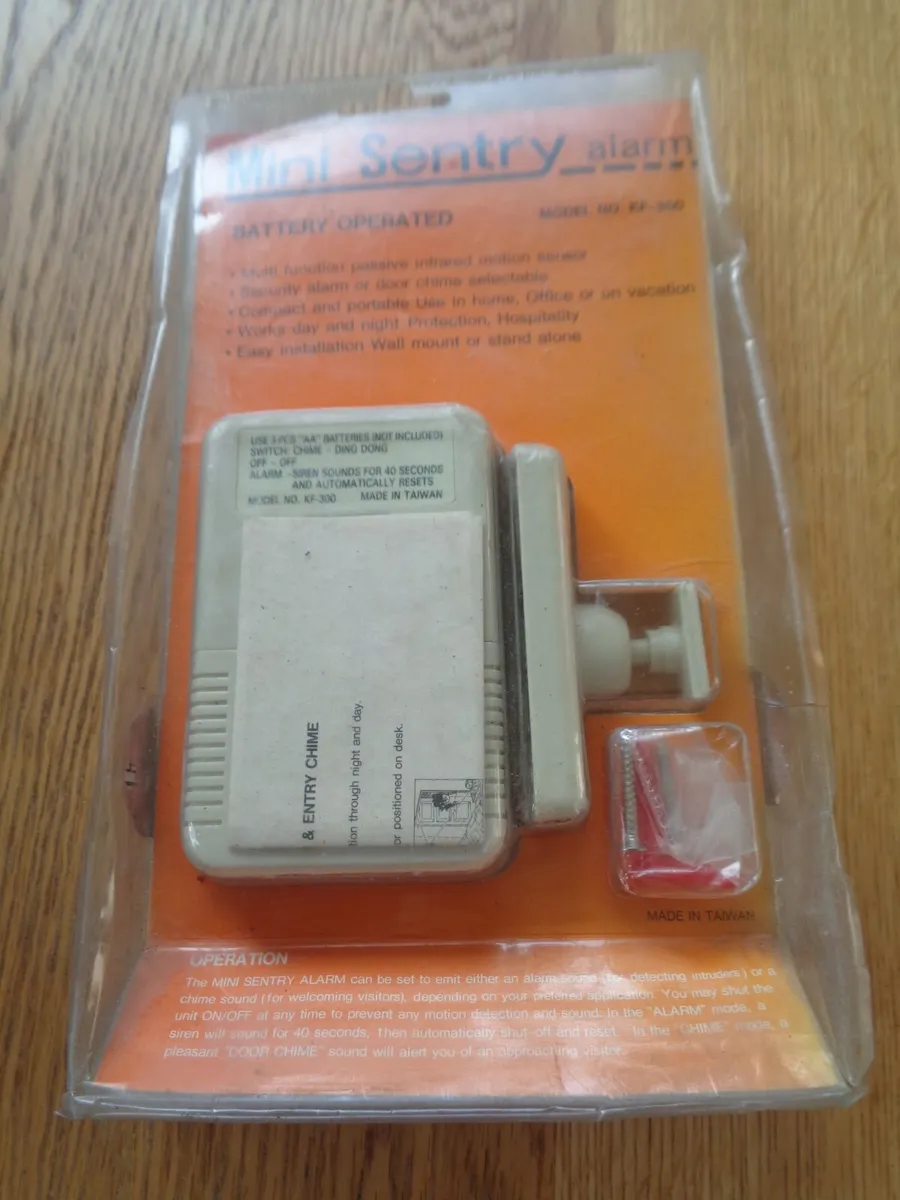 Mini Sentry alarm
BATTERY OPERATED MODEL NO. KF-300
• Multi function passive infrared motion sensor
• Security alarm or door chime selectable
• Compact and portable Use in home, Office or on vacation
• Works day and night Protection, Hospitality
• Easy installation Wall mount or stand alone
USE 3 PCS "AA" BATTERIES (NOT INCLUDED)
SWITCH: CHIME - DING DONG
OFF - OFF
ALARM -SIREN SOUNDS FOR 40 SECONDS
AND AUTOMATICALLY RESETS
MODEL NO. KF-300 MADE IN TAIWAN
& ENTRY CHIME
tion through night and day.
or positioned on desk.
MADE IN TAIWAN
OPERATION
The MINI SENTRY ALARM can be set to emit either an alarm sound (for detecting intruders) or a
chime sound (for welcoming visitors), depending on your preferred application. You may shut the
unit ON/OFF at any time to prevent any motion detection and sound. In the "ALARM" mode, a
siren will sound for 40 seconds, Then automatically shut-off and reset. In the "CHIME" mode, a
pleasant "DOOR CHIME" sound will alert you of an approaching visitor.